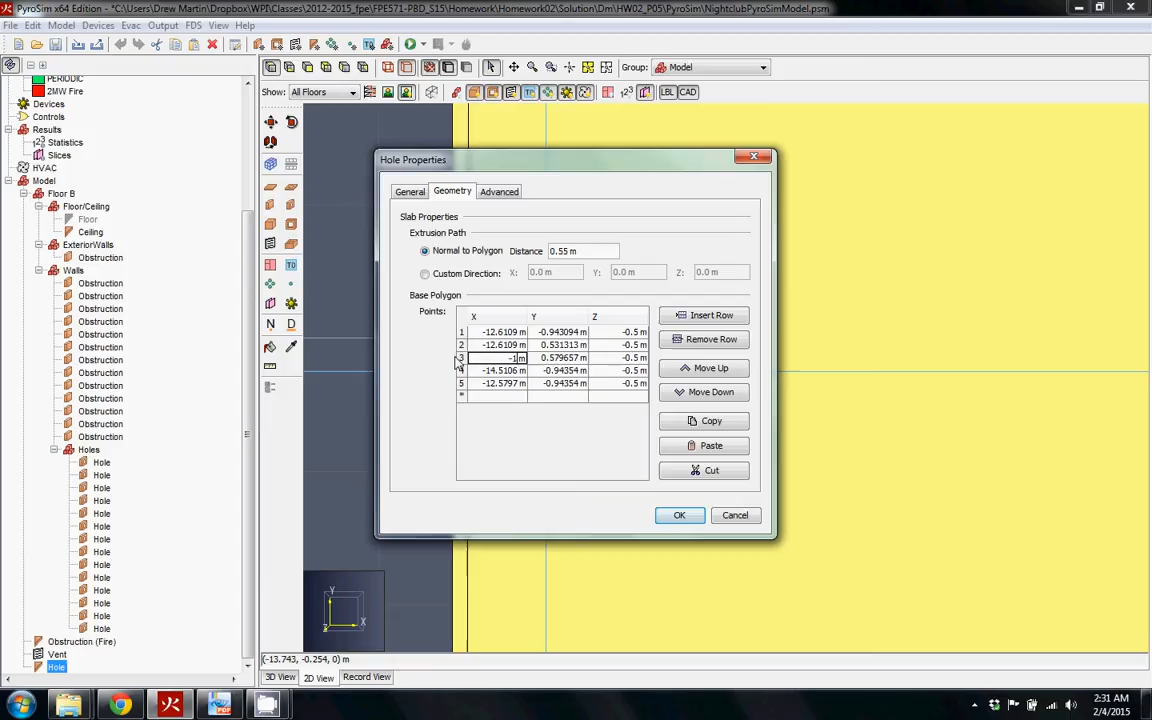 PyroSim x64 Edition - *C:\Users\Drew Martin\Dropbox\WPI\Classes\2012-2015_fpe\FPE571-PBD_S15\Homework\Homework02\Solution\Dm\HW02_P05\PyroSim\NightclubPyroSimModel.psm
File Edit Model Devices Evac Output FDS View Help
Group: Model
Show: All Floors
LBL CAD
PERIODIC
2MW Fire
Devices
Controls
Results
Statistics
Slices
HVAC
Model
Floor B
Floor/Ceiling
Floor
Ceiling
ExteriorWalls
Obstruction
Walls
Obstruction
Obstruction
Obstruction
Obstruction
Obstruction
Obstruction
Obstruction
Obstruction
Obstruction
Obstruction
Obstruction
Obstruction
Obstruction
Holes
Hole
Hole
Hole
Hole
Hole
Hole
Hole
Hole
Hole
Hole
Hole
Hole
Hole
Hole
Obstruction (Fire)
Vent
Hole
Hole Properties
General Geometry Advanced
Slab Properties
Extrusion Path
Normal to Polygon Distance 0.55 m
Custom Direction: X: 0.0 m Y: 0.0 m Z: 0.0 m
Base Polygon
Points:
X Y Z
1 -12.6109 m -0.943094 m -0.5 m
2 -12.6109 m 0.531313 m -0.5 m
3 -1 m 0.579657 m -0.5 m
4 -14.5106 m -0.94354 m -0.5 m
5 -12.5797 m -0.94354 m -0.5 m
*
Insert Row
Remove Row
Move Up
Move Down
Copy
Paste
Cut
OK Cancel
N D
Y
X
Z
(-13.743, -0.254, 0) m
3D View 2D View Record View
2:31 AM
2/4/2015